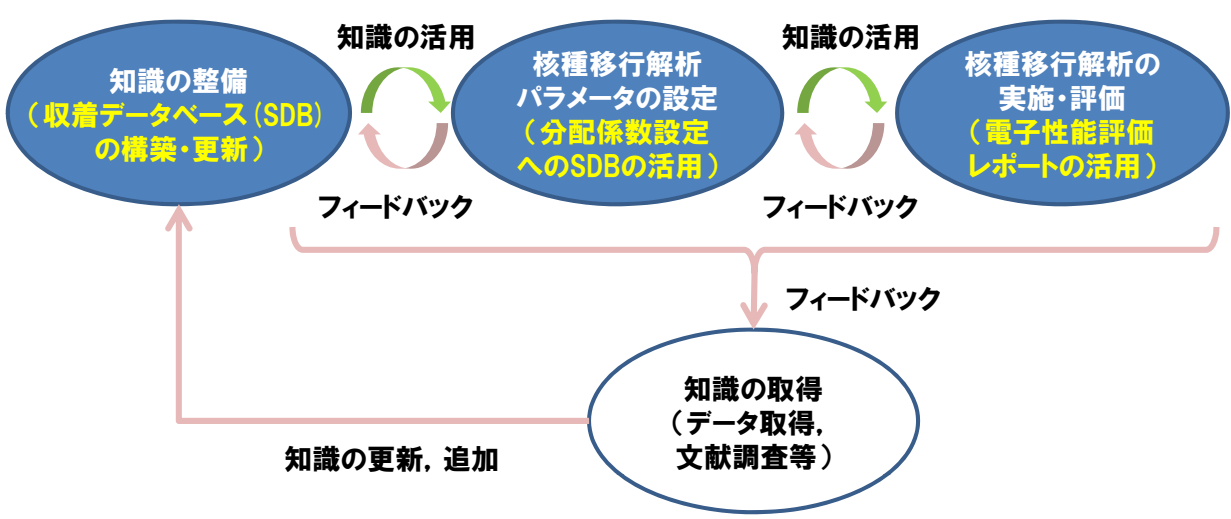 知識の活用
知識の活用
知識の整備
（収着データベース(SDB)
の構築・更新）
核種移行解析
パラメータの設定
（分配係数設定
へのSDBの活用）
核種移行解析の
実施・評価
（電子性能評価
レポートの活用）
フィードバック
フィードバック
フィードバック
知識の取得
（データ取得，
文献調査等）
知識の更新，追加